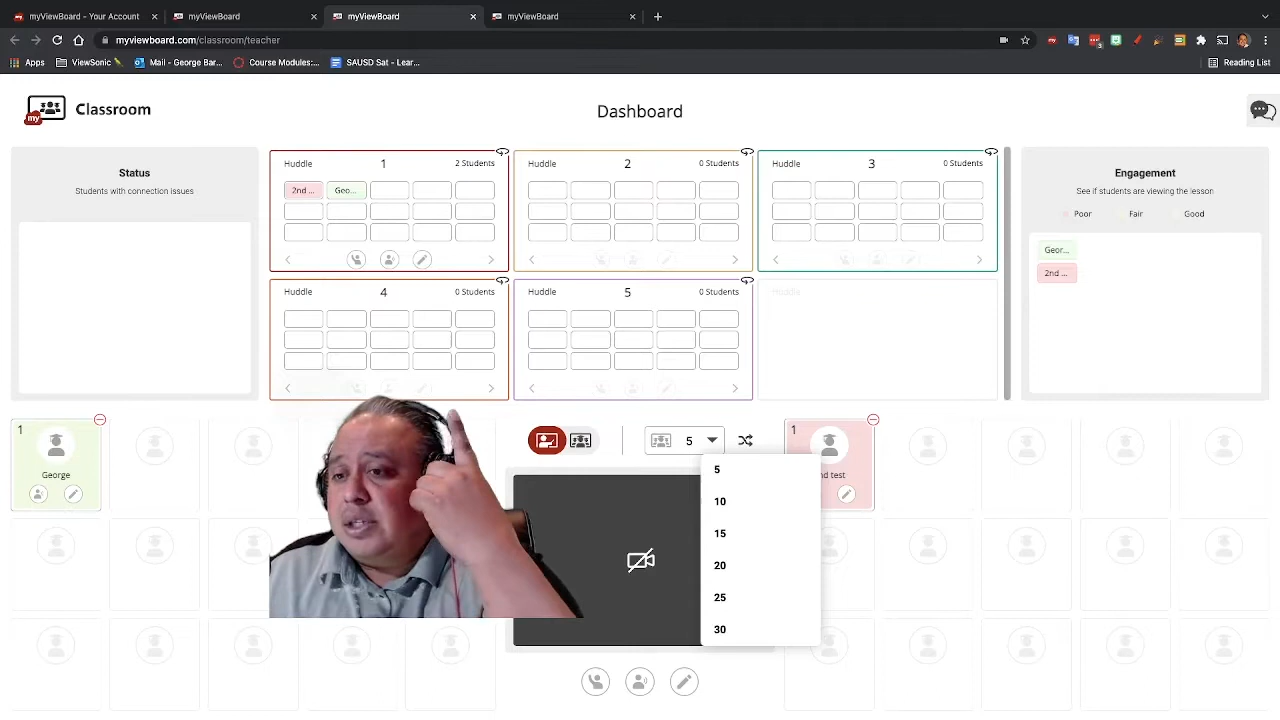 myViewBoard – Your Account
myViewBoard
myViewBoard
myViewBoard
myviewboard.com/classroom/teacher
3
Apps
ViewSonic
Mail - George Bar...
Course Modules:...
SAUSD Sat - Lear...
Reading List
my
Classroom
Dashboard
Status
Students with connection issues
Huddle 1 2 Students
2nd ... Geo...
Huddle 2 0 Students
Huddle 3 0 Students
Huddle 4 0 Students
Huddle 5 0 Students
Huddle
Engagement
See if students are viewing the lesson
Poor Fair Good
Geor...
2nd ...
1
George
5
5
10
15
20
25
30
1
nd test